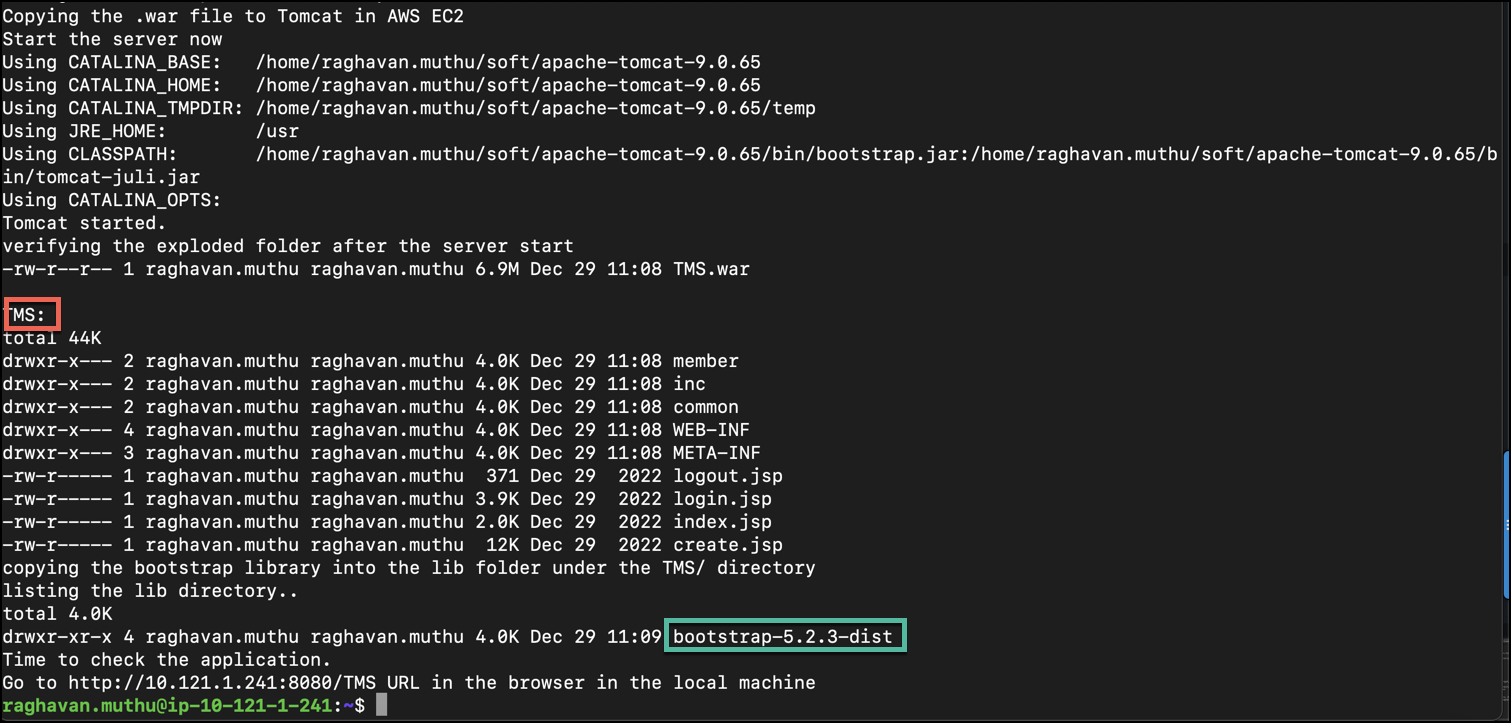 Copying the .war file to Tomcat in AWS EC2
Start the server now
Using CATALINA_BASE:   /home/raghavan.muthu/soft/apache-tomcat-9.0.65
Using CATALINA_HOME:   /home/raghavan.muthu/soft/apache-tomcat-9.0.65
Using CATALINA_TMPDIR: /home/raghavan.muthu/soft/apache-tomcat-9.0.65/temp
Using JRE_HOME:        /usr
Using CLASSPATH:       /home/raghavan.muthu/soft/apache-tomcat-9.0.65/bin/bootstrap.jar:/home/raghavan.muthu/soft/apache-tomcat-9.0.65/b
in/tomcat-juli.jar
Using CATALINA_OPTS:
Tomcat started.
verifying the exploded folder after the server start
-rw-r--r-- 1 raghavan.muthu raghavan.muthu 6.9M Dec 29 11:08 TMS.war
TMS:
total 44K
drwxr-x--- 2 raghavan.muthu raghavan.muthu 4.0K Dec 29 11:08 member
drwxr-x--- 2 raghavan.muthu raghavan.muthu 4.0K Dec 29 11:08 inc
drwxr-x--- 2 raghavan.muthu raghavan.muthu 4.0K Dec 29 11:08 common
drwxr-x--- 4 raghavan.muthu raghavan.muthu 4.0K Dec 29 11:08 WEB-INF
drwxr-x--- 3 raghavan.muthu raghavan.muthu 4.0K Dec 29 11:08 META-INF
-rw-r----- 1 raghavan.muthu raghavan.muthu  371 Dec 29  2022 logout.jsp
-rw-r----- 1 raghavan.muthu raghavan.muthu 3.9K Dec 29  2022 login.jsp
-rw-r----- 1 raghavan.muthu raghavan.muthu 2.0K Dec 29  2022 index.jsp
-rw-r----- 1 raghavan.muthu raghavan.muthu  12K Dec 29  2022 create.jsp
copying the bootstrap library into the lib folder under the TMS/ directory
listing the lib directory..
total 4.0K
drwxr-xr-x 4 raghavan.muthu raghavan.muthu 4.0K Dec 29 11:09 bootstrap-5.2.3-dist
Time to check the application.
Go to http://10.121.1.241:8080/TMS URL in the browser in the local machine
raghavan.muthu@ip-10-121-1-241:~$